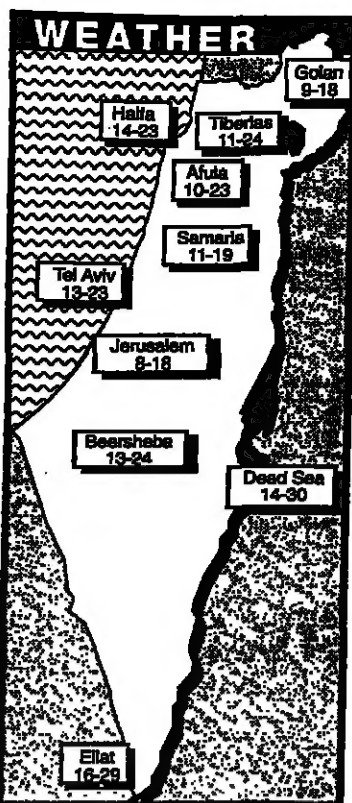 WEATHER
Golan
9-18
Haifa
14-23
Tiberias
11-24
Afula
10-23
Samaria
11-19
Tel Aviv
13-23
Jerusalem
8-18
Beersheba
13-24
Dead Sea
14-30
Eilat
16-29